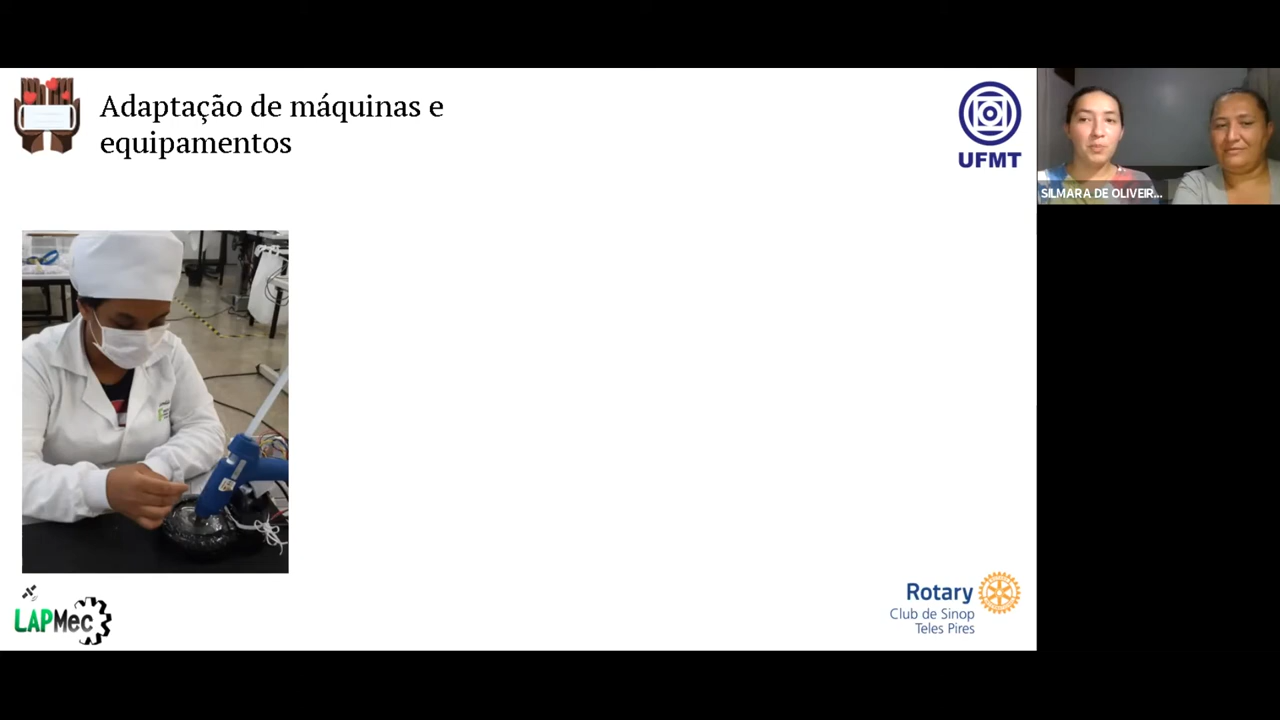 Adaptação de máquinas e
equipamentos
UFMT
SILMARA DE OLIVEIR...
LAPMec
Rotary
Club de Sinop
Teles Pires